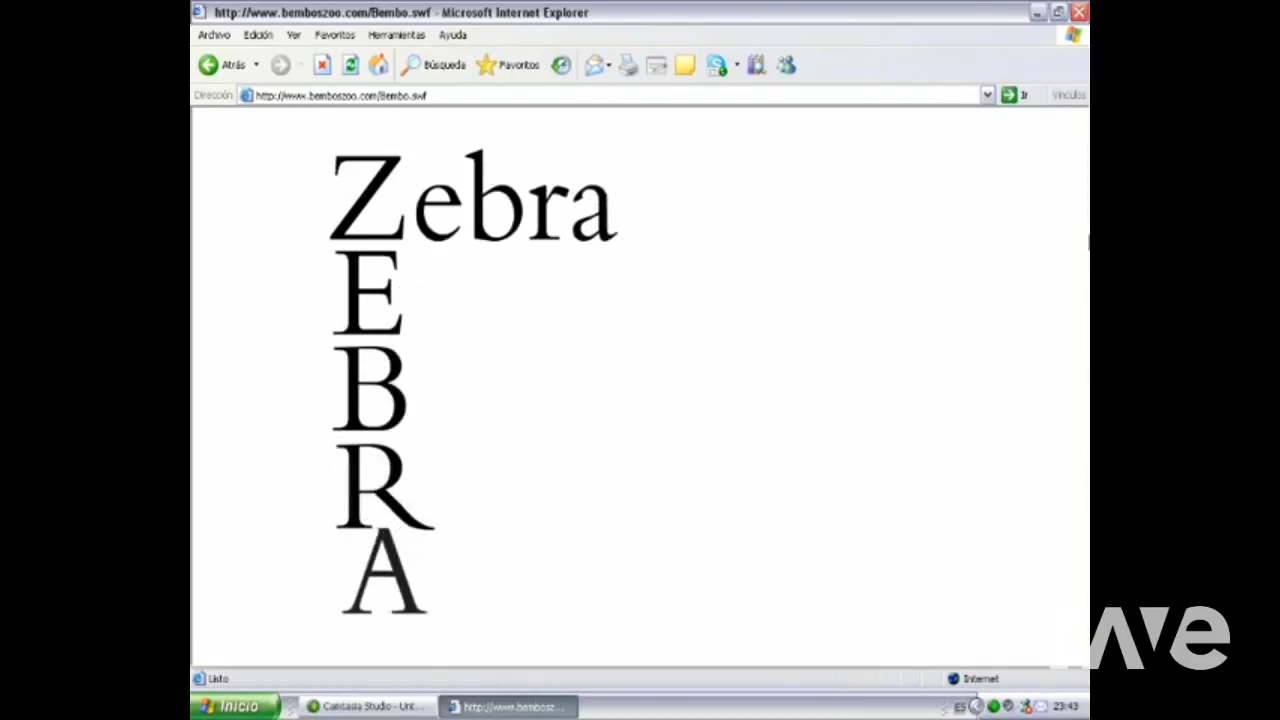 http://www.bemboszoo.com/Bembo.swf - Microsoft Internet Explorer
Archivo Edición Ver Favoritos Herramientas Ayuda
Atrás Búsqueda Favoritos
Dirección http://www.bemboszoo.com/Bembo.swf Ir Vínculos
Zebra
E
B
R
A
Listo Internet
Inicio Camtasia Studio - Unt... http://www.bembosz... ES 23:43